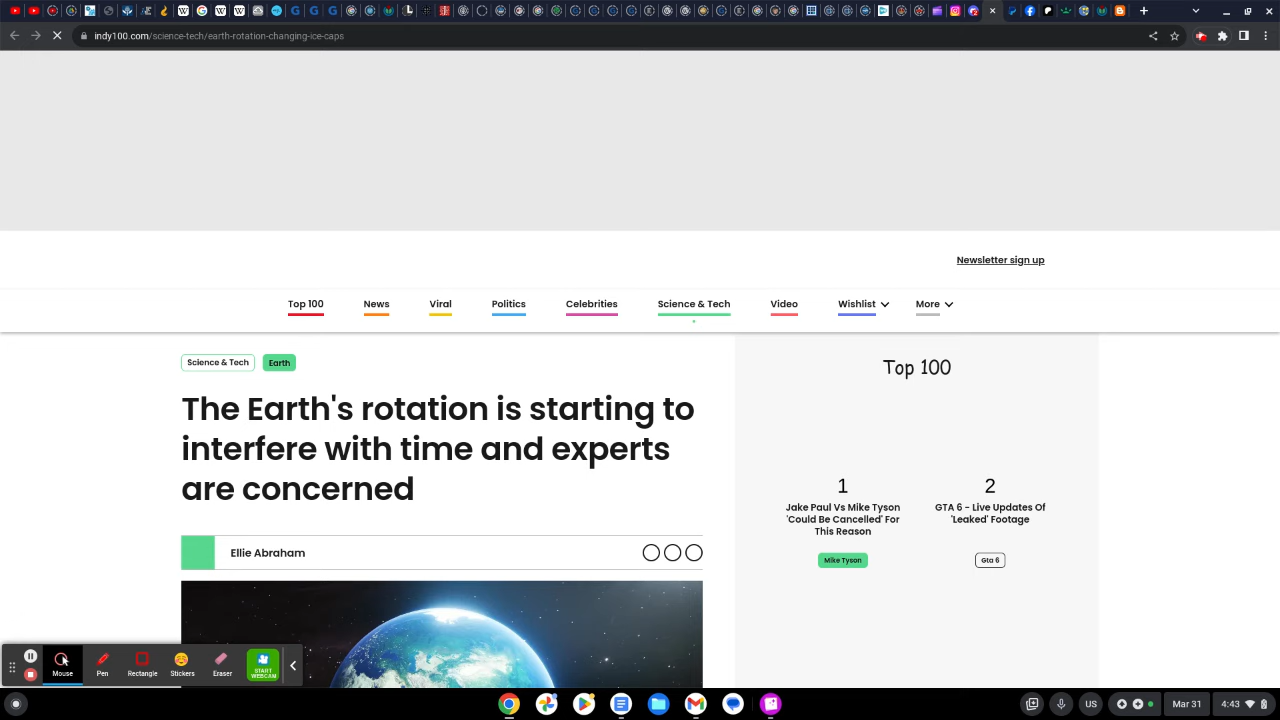 indy100.com/science-tech/earth-rotation-changing-ice-caps
Newsletter sign up
Top 100
News
Viral
Politics
Celebrities
Science & Tech
Video
Wishlist
More
Science & Tech
Earth
The Earth's rotation is starting to
interfere with time and experts
are concerned
Ellie Abraham
Top 100
1
Jake Paul Vs Mike Tyson
'Could Be Cancelled' For
This Reason
Mike Tyson
2
GTA 6 - Live Updates Of
'Leaked' Footage
Gta 6
Mouse
Pen
Rectangle
Stickers
Eraser
START
WEBCAM
US
Mar 31
4:43